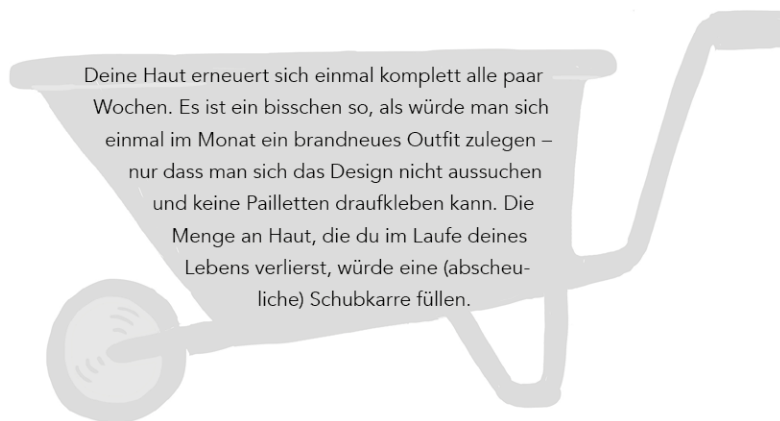 Deine Haut erneuert sich einmal komplett alle paar
Wochen. Es ist ein bisschen so, als würde man sich
einmal im Monat ein brandneues Outfit zulegen –
nur dass man sich das Design nicht aussuchen
und keine Pailletten draufkleben kann. Die
Menge an Haut, die du im Laufe deines
Lebens verlierst, würde eine (abscheu-
liche) Schubkarre füllen.